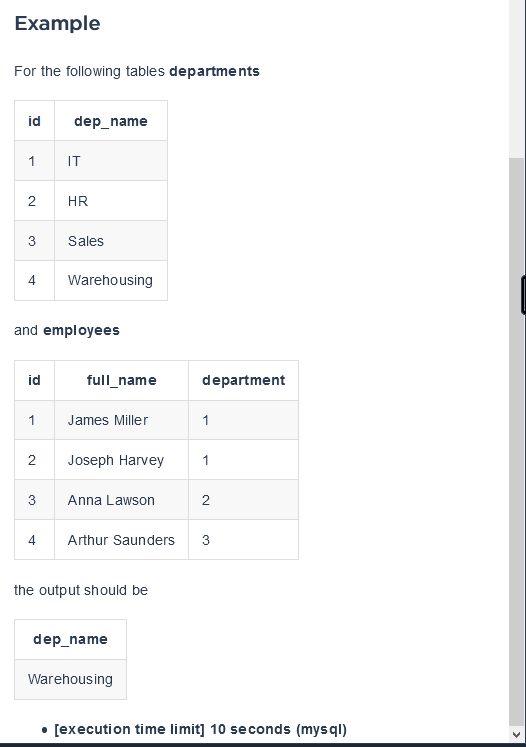 Example
For the following tables departments
id dep_name
1 IT
2 HR
3 Sales
4 Warehousing
and employees
id full_name department
1 James Miller 1
2 Joseph Harvey 1
3 Anna Lawson 2
4 Arthur Saunders 3
the output should be
dep_name
Warehousing
• [execution time limit] 10 seconds (mysql)